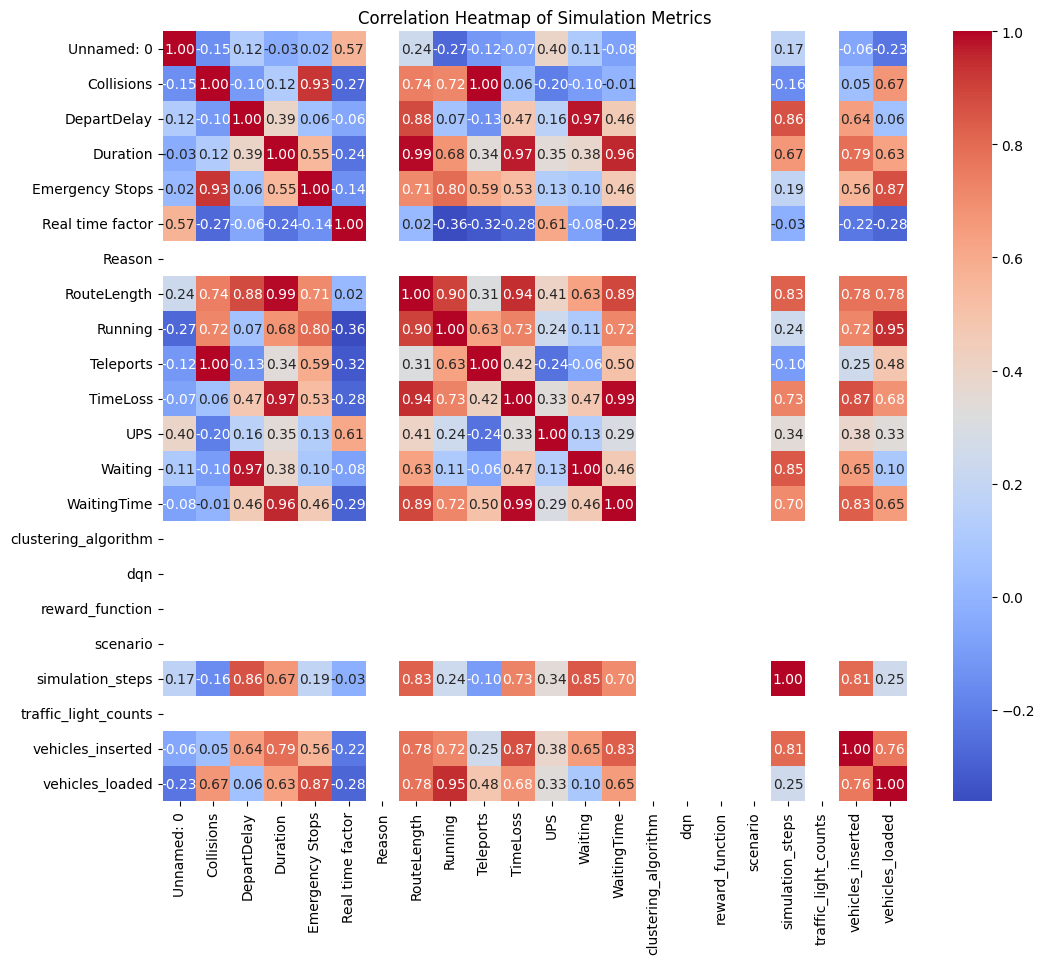 Correlation Heatmap of Simulation Metrics
Unnamed: 0 1.00 -0.15 0.12 -0.03 0.02 0.57 0.24 -0.27 -0.12 -0.07 0.40 0.11 -0.08 0.17 -0.06 -0.23
Collisions -0.15 1.00 -0.10 0.12 0.93 -0.27 0.74 0.72 1.00 0.06 -0.20 -0.10 -0.01 -0.16 0.05 0.67
DepartDelay 0.12 -0.10 1.00 0.39 0.06 -0.06 0.88 0.07 -0.13 0.47 0.16 0.97 0.46 0.86 0.64 0.06
Duration -0.03 0.12 0.39 1.00 0.55 -0.24 0.99 0.68 0.34 0.97 0.35 0.38 0.96 0.67 0.79 0.63
Emergency Stops 0.02 0.93 0.06 0.55 1.00 -0.14 0.71 0.80 0.59 0.53 0.13 0.10 0.46 0.19 0.56 0.87
Real time factor 0.57 -0.27 -0.06 -0.24 -0.14 1.00 0.02 -0.36 -0.32 -0.28 0.61 -0.08 -0.29 -0.03 -0.22 -0.28
Reason
RouteLength 0.24 0.74 0.88 0.99 0.71 0.02 1.00 0.90 0.31 0.94 0.41 0.63 0.89 0.83 0.78 0.78
Running -0.27 0.72 0.07 0.68 0.80 -0.36 0.90 1.00 0.63 0.73 0.24 0.11 0.72 0.24 0.72 0.95
Teleports -0.12 1.00 -0.13 0.34 0.59 -0.32 0.31 0.63 1.00 0.42 -0.24 -0.06 0.50 -0.10 0.25 0.48
TimeLoss -0.07 0.06 0.47 0.97 0.53 -0.28 0.94 0.73 0.42 1.00 0.33 0.47 0.99 0.73 0.87 0.68
UPS 0.40 -0.20 0.16 0.35 0.13 0.61 0.41 0.24 -0.24 0.33 1.00 0.13 0.29 0.34 0.38 0.33
Waiting 0.11 -0.10 0.97 0.38 0.10 -0.08 0.63 0.11 -0.06 0.47 0.13 1.00 0.46 0.85 0.65 0.10
WaitingTime -0.08 -0.01 0.46 0.96 0.46 -0.29 0.89 0.72 0.50 0.99 0.29 0.46 1.00 0.70 0.83 0.65
clustering_algorithm
dqn
reward_function
scenario
simulation_steps 0.17 -0.16 0.86 0.67 0.19 -0.03 0.83 0.24 -0.10 0.73 0.34 0.85 0.70 1.00 0.81 0.25
traffic_light_counts
vehicles_inserted -0.06 0.05 0.64 0.79 0.56 -0.22 0.78 0.72 0.25 0.87 0.38 0.65 0.83 0.81 1.00 0.76
vehicles_loaded -0.23 0.67 0.06 0.63 0.87 -0.28 0.78 0.95 0.48 0.68 0.33 0.10 0.65 0.25 0.76 1.00
Unnamed: 0
Collisions
DepartDelay
Duration
Emergency Stops
Real time factor
Reason
RouteLength
Running
Teleports
TimeLoss
UPS
Waiting
WaitingTime
clustering_algorithm
dqn
reward_function
scenario
simulation_steps
traffic_light_counts
vehicles_inserted
vehicles_loaded
1.0
0.8
0.6
0.4
0.2
0.0
−0.2